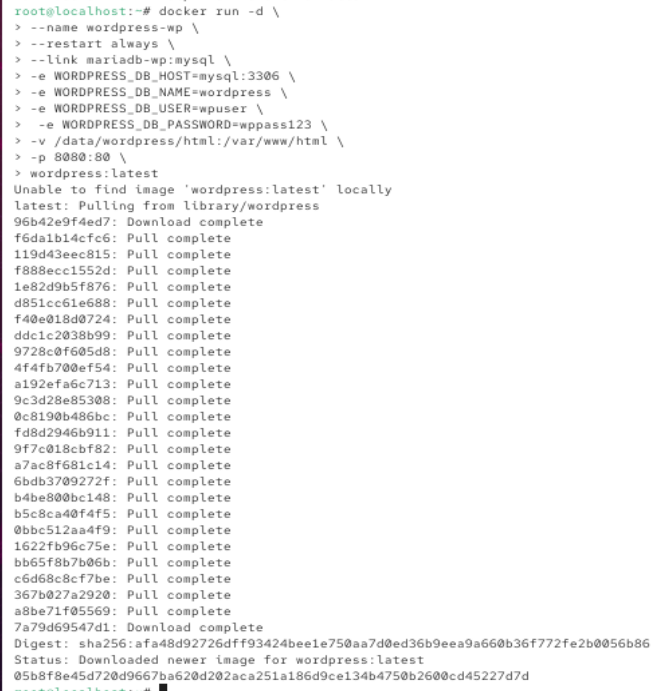 root@localhost:~# docker run -d \
> --name wordpress-wp \
> --restart always \
> --link mariadb-wp:mysql \
> -e WORDPRESS_DB_HOST=mysql:3306 \
> -e WORDPRESS_DB_NAME=wordpress \
> -e WORDPRESS_DB_USER=wpuser \
>  -e WORDPRESS_DB_PASSWORD=wppass123 \
> -v /data/wordpress/html:/var/www/html \
> -p 8080:80 \
> wordpress:latest
Unable to find image 'wordpress:latest' locally
latest: Pulling from library/wordpress
96b42e9f4ed7: Download complete
f6da1b14cfc6: Pull complete
119d43eec815: Pull complete
f888ecc1552d: Pull complete
1e82d9b5f876: Pull complete
d851cc61e688: Pull complete
f40e018d0724: Pull complete
ddc1c2038b99: Pull complete
9728c0f605d8: Pull complete
4f4fb700ef54: Pull complete
a192efa6c713: Pull complete
9c3d28e85308: Pull complete
0c8190b486bc: Pull complete
fd8d2946b911: Pull complete
9f7c018cbf82: Pull complete
a7ac8f681c14: Pull complete
6bdb3709272f: Pull complete
b4be800bc148: Pull complete
b5c8ca40f4f5: Pull complete
0bbc512aa4f9: Pull complete
1622fb96c75e: Pull complete
bb65f8b7b06b: Pull complete
c6d68c8cf7be: Pull complete
367b027a2920: Pull complete
a8be71f05569: Pull complete
7a79d69547d1: Download complete
Digest: sha256:afa48d92726dff93424bee1e750aa7d0ed36b9eea9a660b36f772fe2b0056b86
Status: Downloaded newer image for wordpress:latest
05b8f8e45d720d9667ba620d202aca251a186d9ce134b4750b2600cd45227d7d